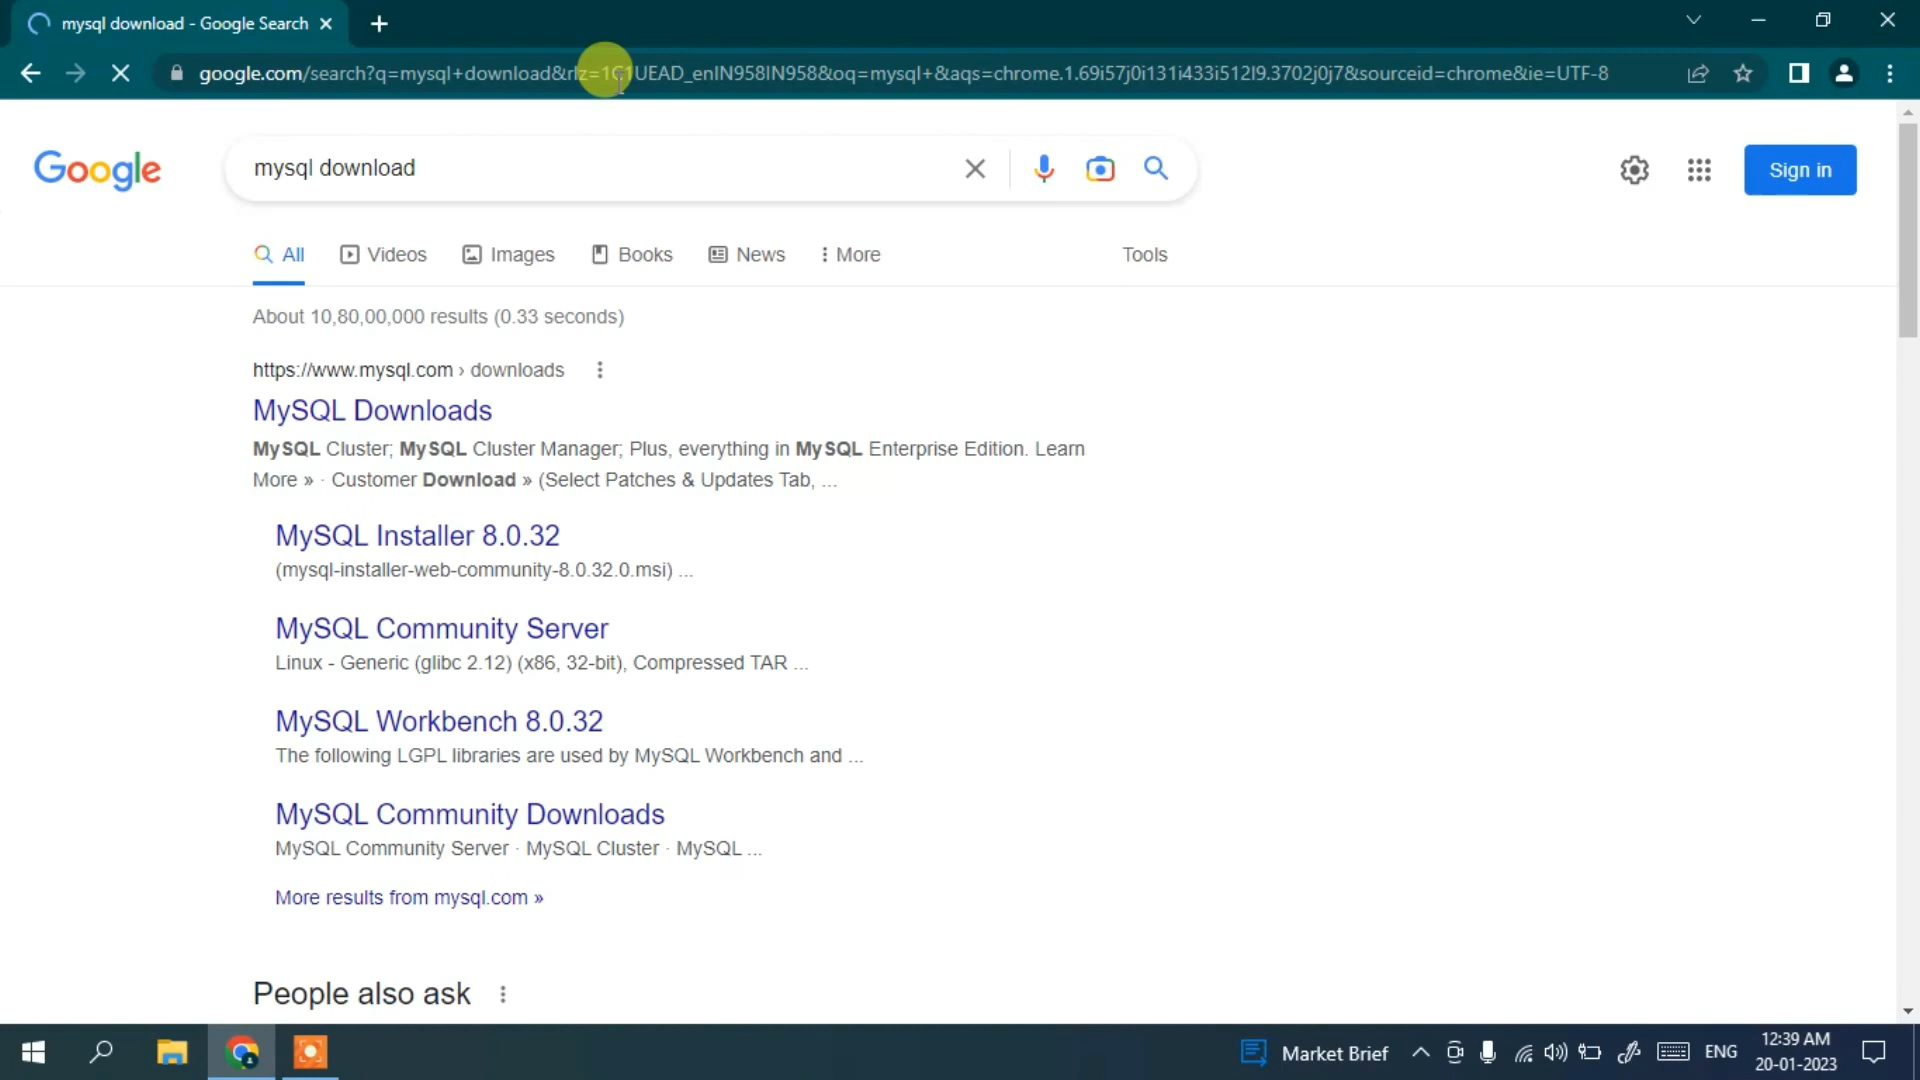 mysql download - Google Search
google.com/search?q=mysql+download&rlz=1C1UEAD_enIN958IN958&oq=mysql+&aqs=chrome.1.69i57j0i131i433i512l9.3702j0j7&sourceid=chrome&ie=UTF-8
Google
mysql download
Sign in
All
Videos
Images
Books
News
More
Tools
About 10,80,00,000 results (0.33 seconds)
https://www.mysql.com › downloads
MySQL Downloads
MySQL Cluster; MySQL Cluster Manager; Plus, everything in MySQL Enterprise Edition. Learn
More » · Customer Download » (Select Patches & Updates Tab, ...
MySQL Installer 8.0.32
(mysql-installer-web-community-8.0.32.0.msi) ...
MySQL Community Server
Linux - Generic (glibc 2.12) (x86, 32-bit), Compressed TAR ...
MySQL Workbench 8.0.32
The following LGPL libraries are used by MySQL Workbench and ...
MySQL Community Downloads
MySQL Community Server · MySQL Cluster · MySQL ...
More results from mysql.com »
People also ask
Market Brief
ENG
12:39 AM
20-01-2023